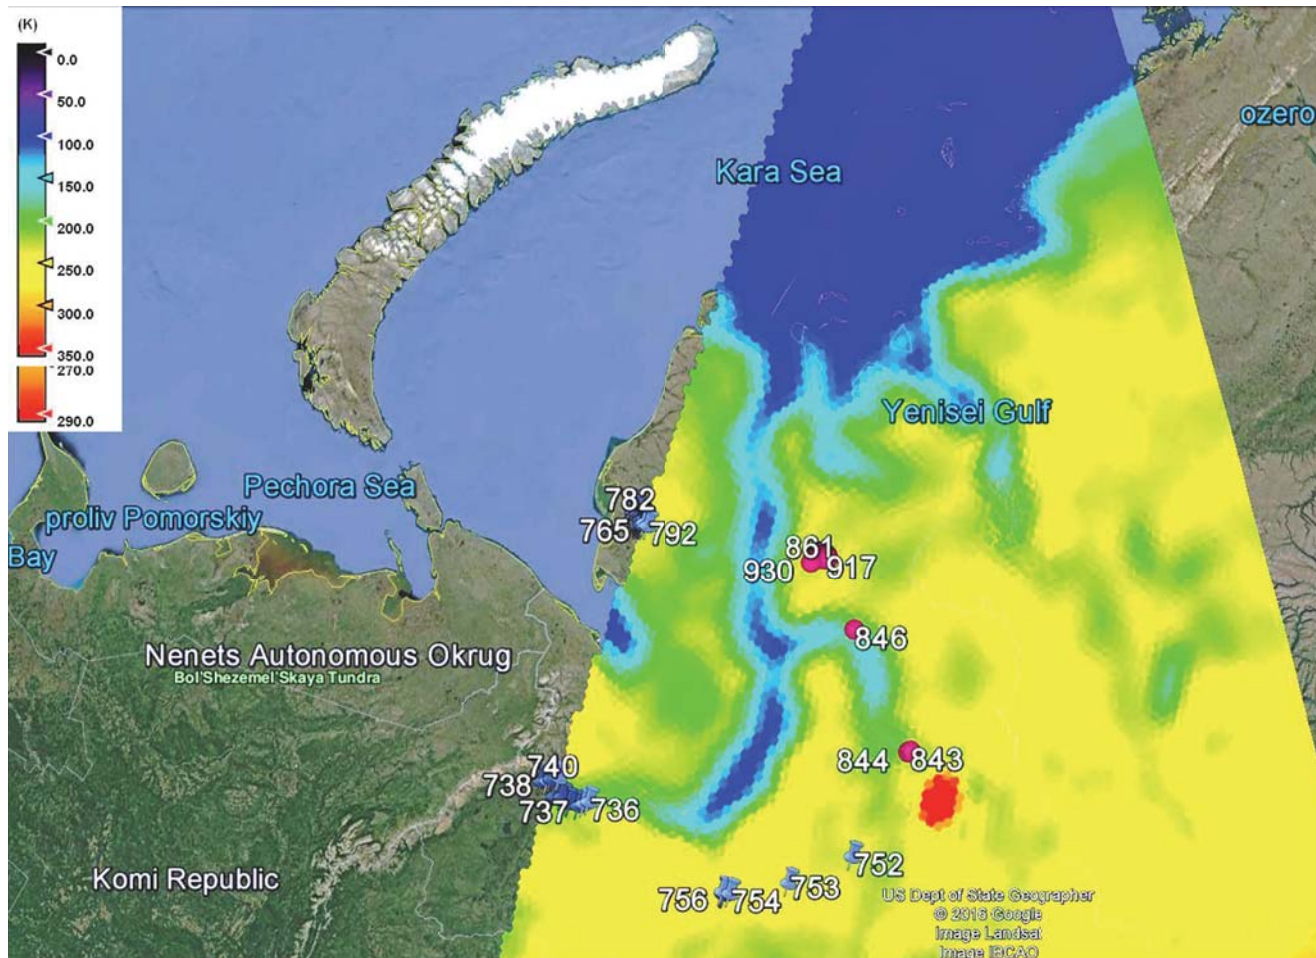 (K)
0.0
50.0
100.0
150.0
200.0
250.0
300.0
350.0
270.0
290.0
ozero
Kara Sea
Yenisei Gulf
Pechora Sea
proliv Pomorskiy
Bay
782
765
792
861
930
917
846
Nenets Autonomous Okrug
Bol'Shezemel'Skaya Tundra
844
843
740
738
737
736
752
753
756
754
Komi Republic
US Dept of State Geographer
© 2016 Google
Image Landsat
Image IBCAO